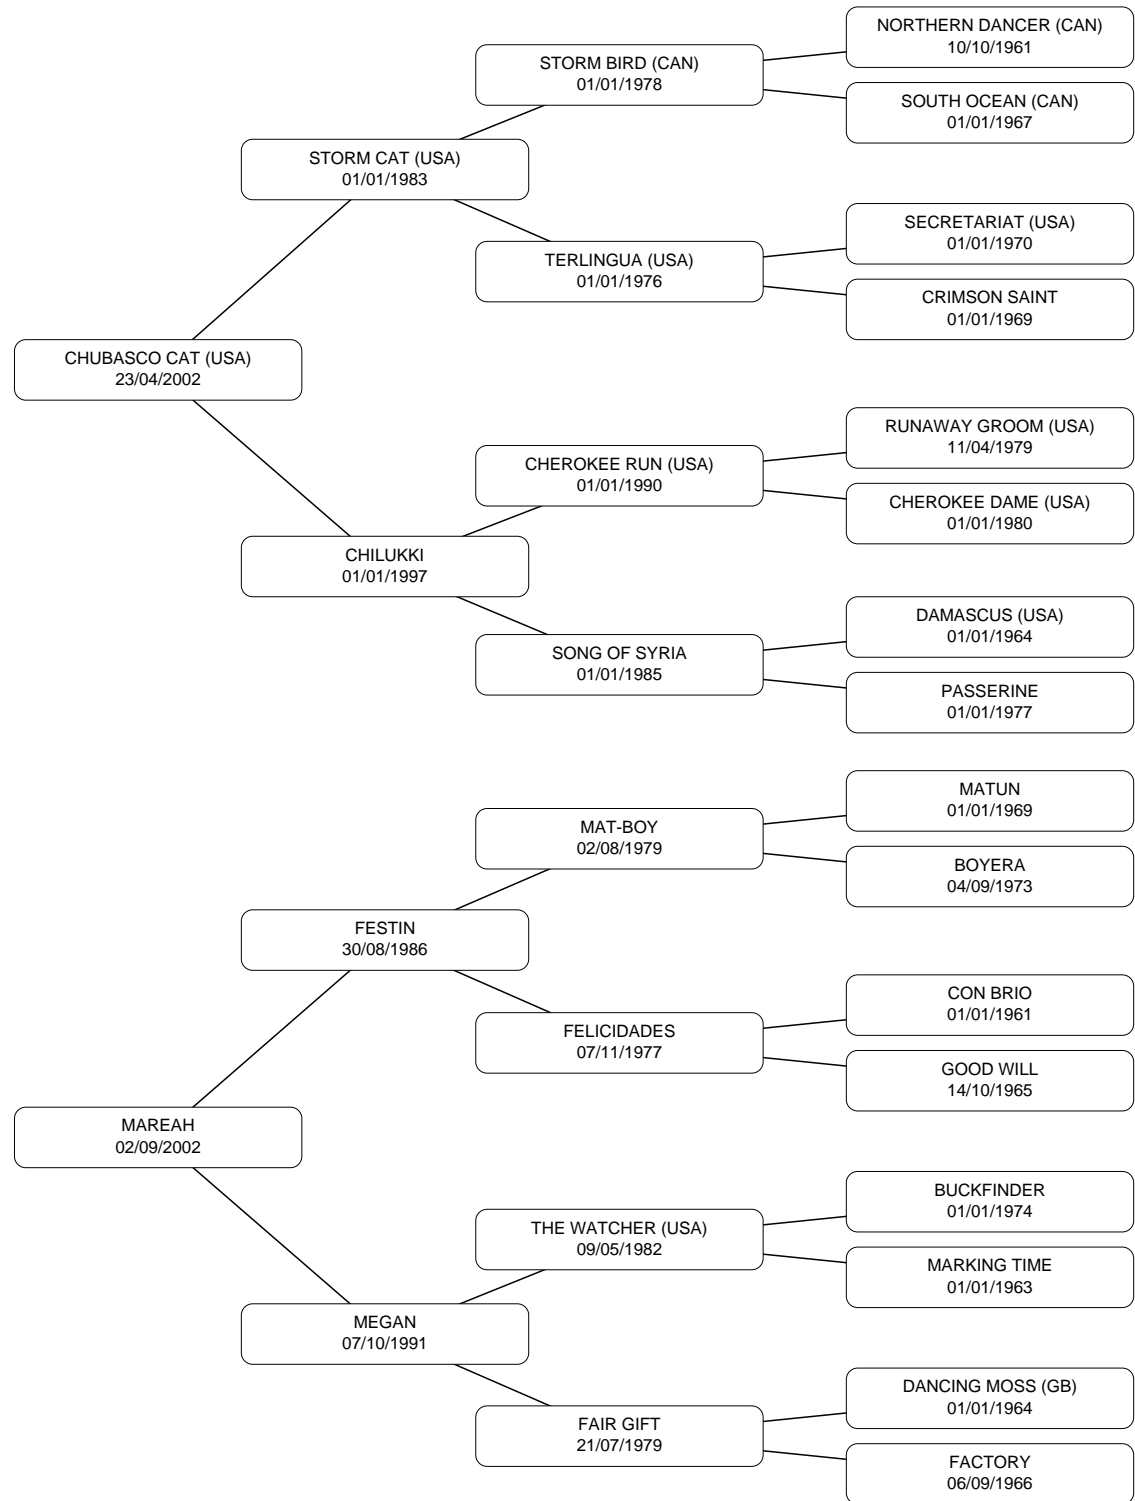 NORTHERN DANCER (CAN)
10/10/1961
STORM BIRD (CAN)
01/01/1978
SOUTH OCEAN (CAN)
01/01/1967
STORM CAT (USA)
01/01/1983
SECRETARIAT (USA)
01/01/1970
TERLINGUA (USA)
01/01/1976
CRIMSON SAINT
01/01/1969
CHUBASCO CAT (USA)
23/04/2002
RUNAWAY GROOM (USA)
11/04/1979
CHEROKEE RUN (USA)
01/01/1990
CHEROKEE DAME (USA)
01/01/1980
CHILUKKI
01/01/1997
DAMASCUS (USA)
01/01/1964
SONG OF SYRIA
01/01/1985
PASSERINE
01/01/1977
MATUN
01/01/1969
MAT-BOY
02/08/1979
BOYERA
04/09/1973
FESTIN
30/08/1986
CON BRIO
01/01/1961
FELICIDADES
07/11/1977
GOOD WILL
14/10/1965
MAREAH
02/09/2002
BUCKFINDER
01/01/1974
THE WATCHER (USA)
09/05/1982
MARKING TIME
01/01/1963
MEGAN
07/10/1991
DANCING MOSS (GB)
01/01/1964
FAIR GIFT
21/07/1979
FACTORY
06/09/1966